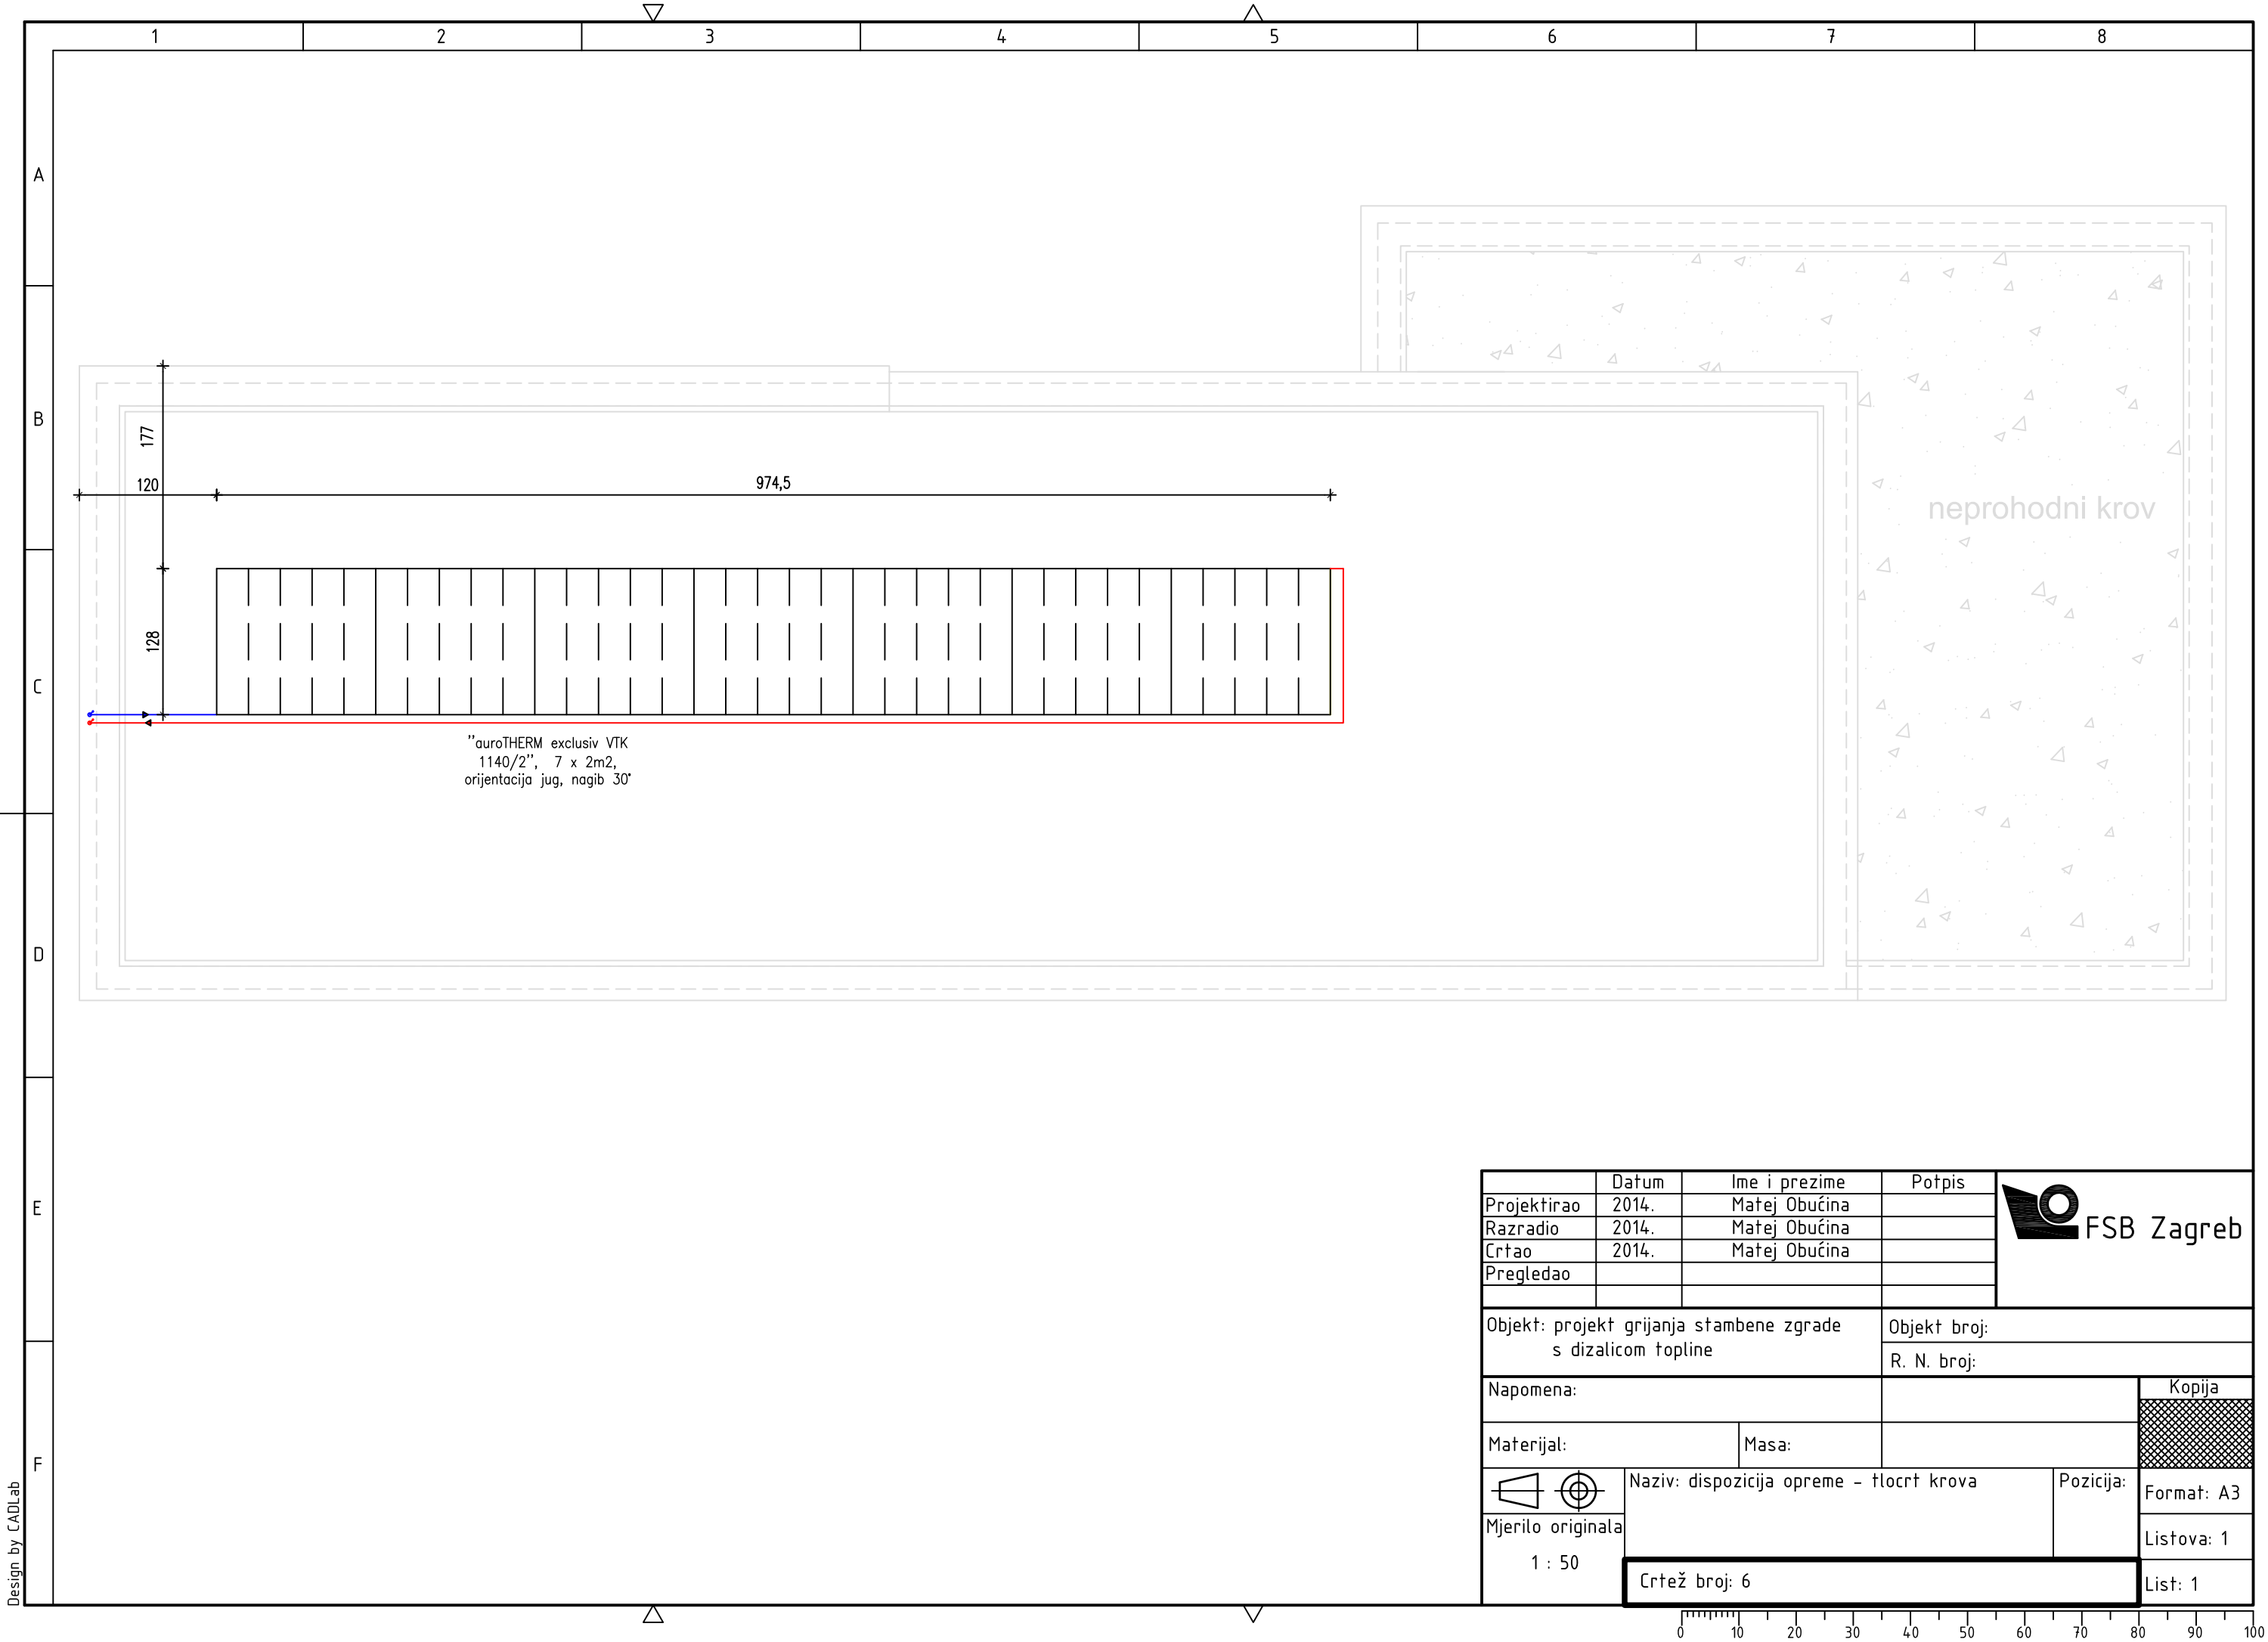 1 2 3 4 5 6 7 8
A
B
C
D
E
F
177
120
974,5
128
neprohodni krov
"auroTHERM exclusiv VTK
1140/2", 7 x 2m2,
orijentacija jug, nagib 30°
Datum Ime i prezime Potpis
Projektirao 2014. Matej Obućina
Razradio 2014. Matej Obućina
Crtao 2014. Matej Obućina
Pregledao
FSB Zagreb
Objekt: projekt grijanja stambene zgrade
s dizalicom topline
Objekt broj:
R. N. broj:
Napomena:
Kopija
Materijal: Masa:
Naziv: dispozicija opreme - tlocrt krova
Pozicija:
Format: A3
Mjerilo originala
1 : 50
Listova: 1
Crtež broj: 6
List: 1
Design by CADLab
0 10 20 30 40 50 60 70 80 90 100